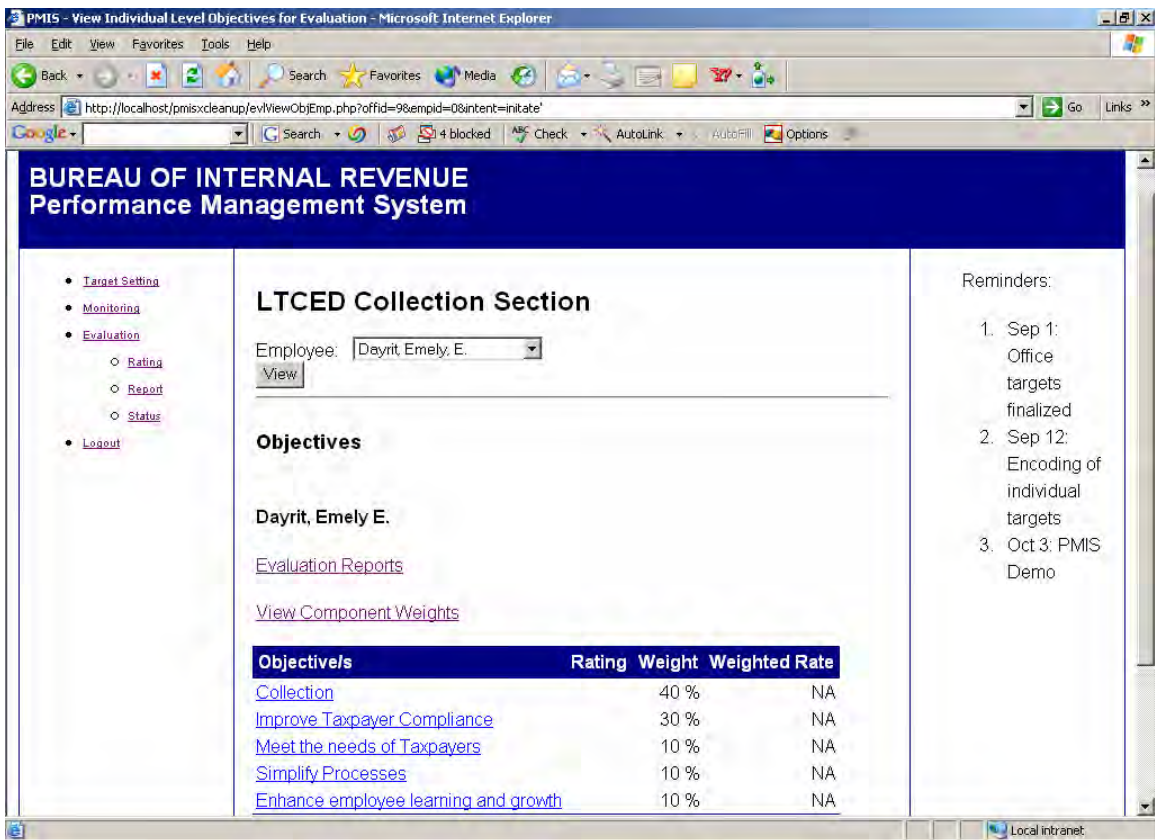 PMIS - View Individual Level Objectives for Evaluation - Microsoft Internet Explorer
File Edit View Favorites Tools Help
Back Search Favorites Media
Address http://localhost/pmisxcleanup/evlViewObjEmp.php?offid=9&empid=0&intent=initate' Go Links »
Google Search 4 blocked ABC Check AutoLink AutoFill Options
BUREAU OF INTERNAL REVENUE
Performance Management System
Target Setting
Monitoring
Evaluation
Rating
Report
Status
Logout
LTCED Collection Section
Employee: Dayrit, Emely, E.
View
Objectives
Dayrit, Emely E.
Evaluation Reports
View Component Weights
Objective/s Rating Weight Weighted Rate
Collection 40 % NA
Improve Taxpayer Compliance 30 % NA
Meet the needs of Taxpayers 10 % NA
Simplify Processes 10 % NA
Enhance employee learning and growth 10 % NA
Reminders:
1. Sep 1:
Office
targets
finalized
2. Sep 12:
Encoding of
individual
targets
3. Oct 3: PMIS
Demo
Local intranet